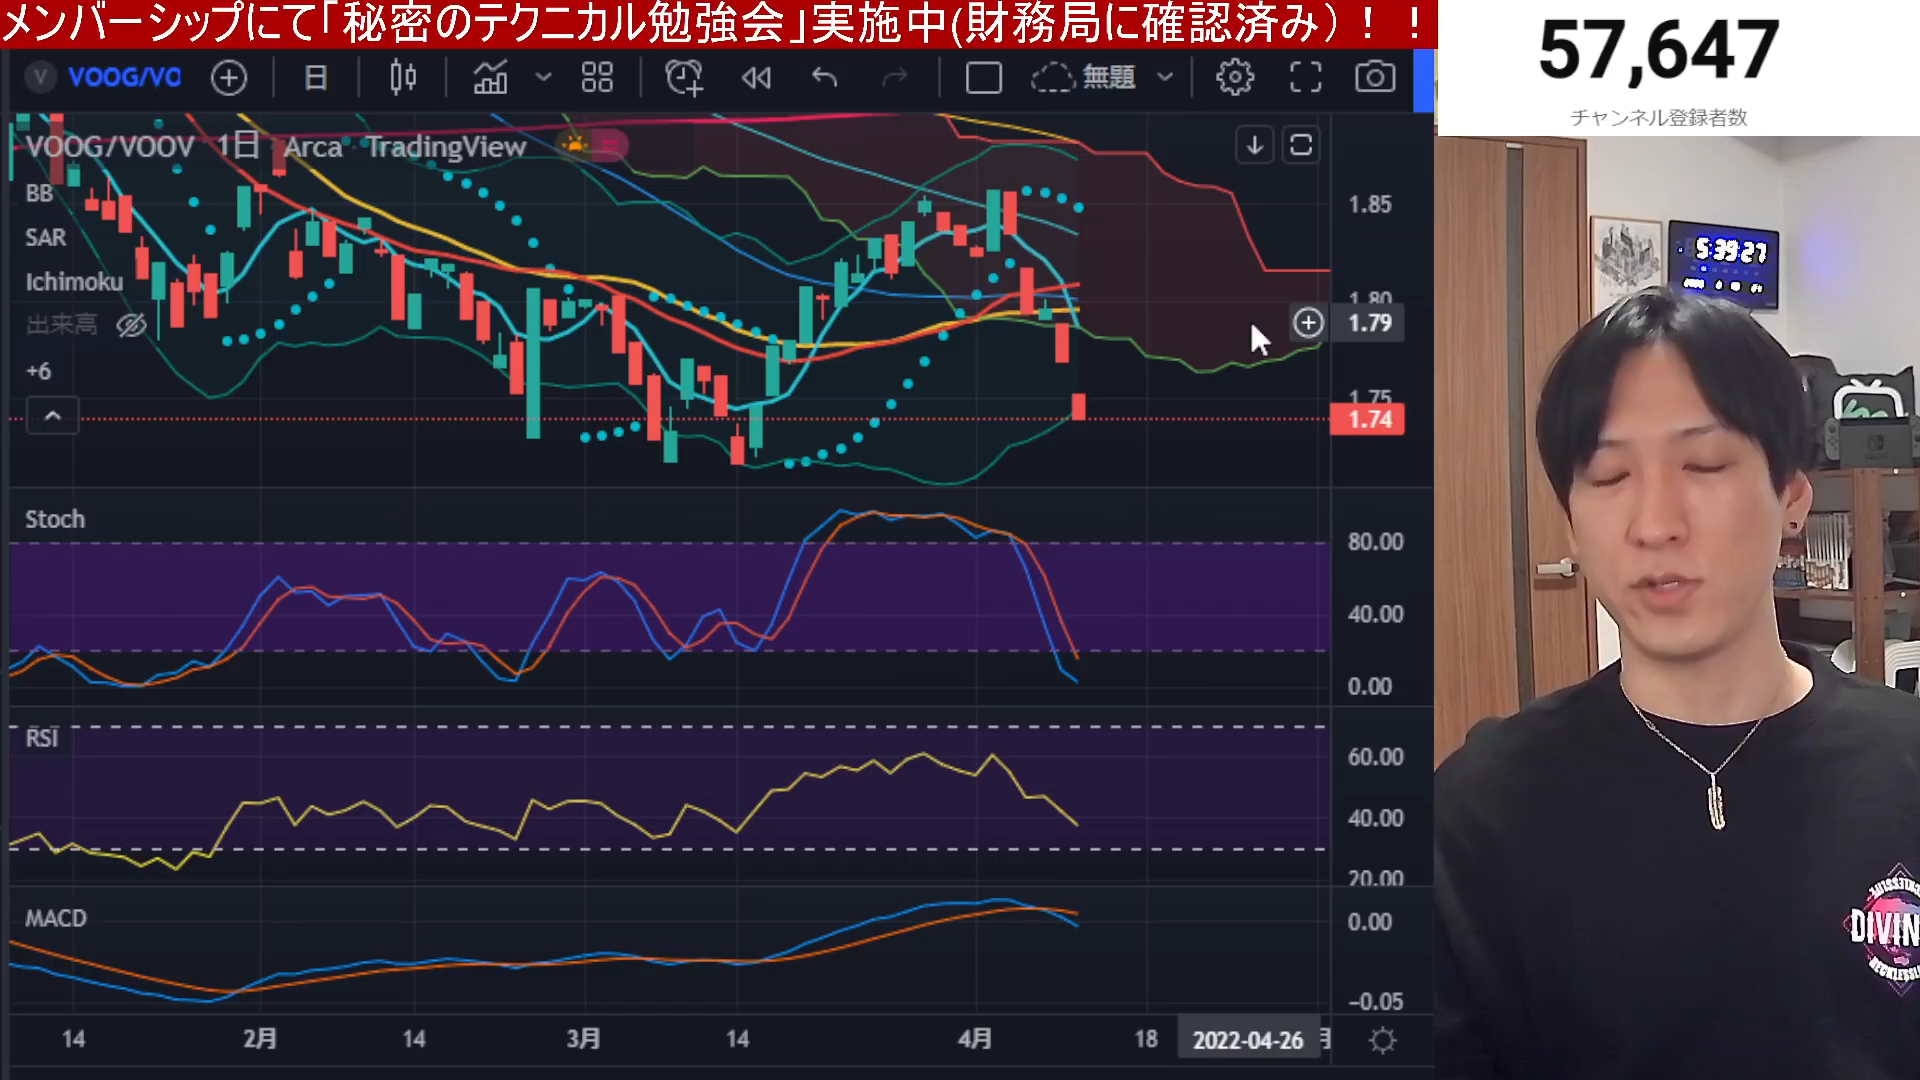 メンバーシップにて「秘密のテクニカル勉強会」実施中(財務局に確認済み）！！
57,647
チャンネル登録者数
V VOOG/VO
日
無題
VOOG/VOOV 1日 Arca TradingView
BB
SAR
Ichimoku
出来高
+6
1.85
1.80
1.79
1.75
1.74
Stoch
80.00
40.00
0.00
RSI
60.00
40.00
20.00
MACD
0.00
−0.05
14
2月
14
3月
14
4月
18
2022-04-26
5:39:27
DIVIN